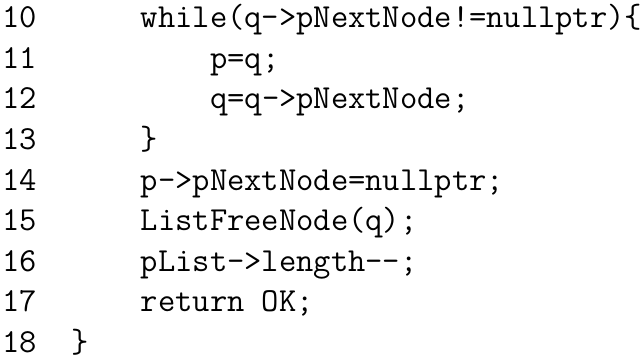 10     while(q->pNextNode!=nullptr){
11         p=q;
12         q=q->pNextNode;
13     }
14     p->pNextNode=nullptr;
15     ListFreeNode(q);
16     pList->length--;
17     return OK;
18 }